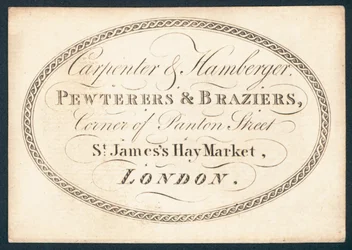 Carpenter & Hamberger.
PEWTERERS & BRAZIERS,
Corner of Panton Street
St. James's Hay Market,
LONDON.